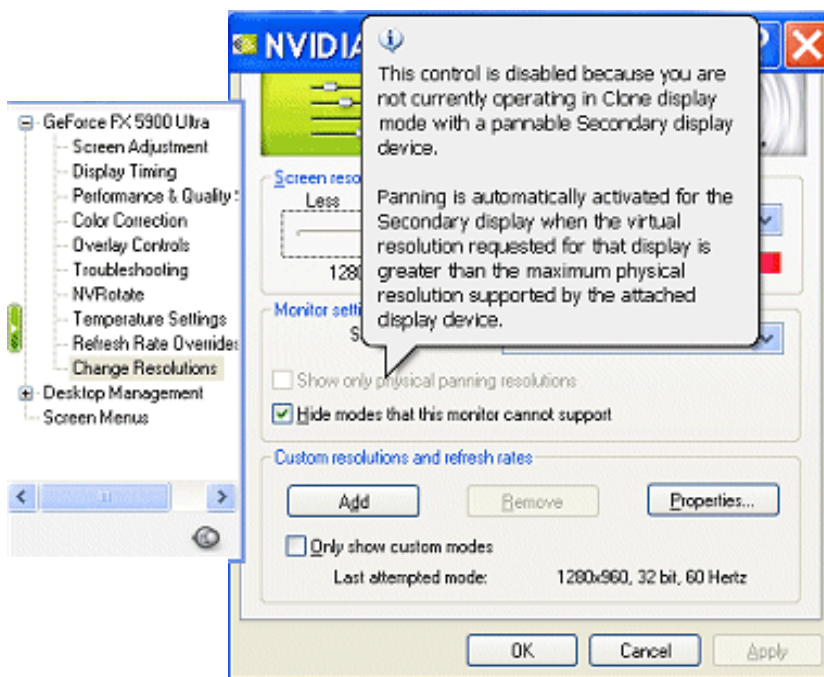 NVIDIA
?
This control is disabled because you are
not currently operating in Clone display
mode with a pannable Secondary display
device.
Panning is automatically activated for the
Secondary display when the virtual
resolution requested for that display is
greater than the maximum physical
resolution supported by the attached
display device.
GeForce FX 5900 Ultra
Screen Adjustment
Display Timing
Performance & Quality
Color Correction
Overlay Controls
Troubleshooting
NVRotate
Temperature Settings
Refresh Rate Overrides
Change Resolutions
Desktop Management
Screen Menus
Screen
Less
Monitor
Show only physical panning resolutions
Hide modes that this monitor cannot support
Custom resolutions and refresh rates
Add
Remove
Properties...
Only show custom modes
Last attempted mode: 1280x960, 32 bit, 60 Hertz
OK
Cancel
Apply